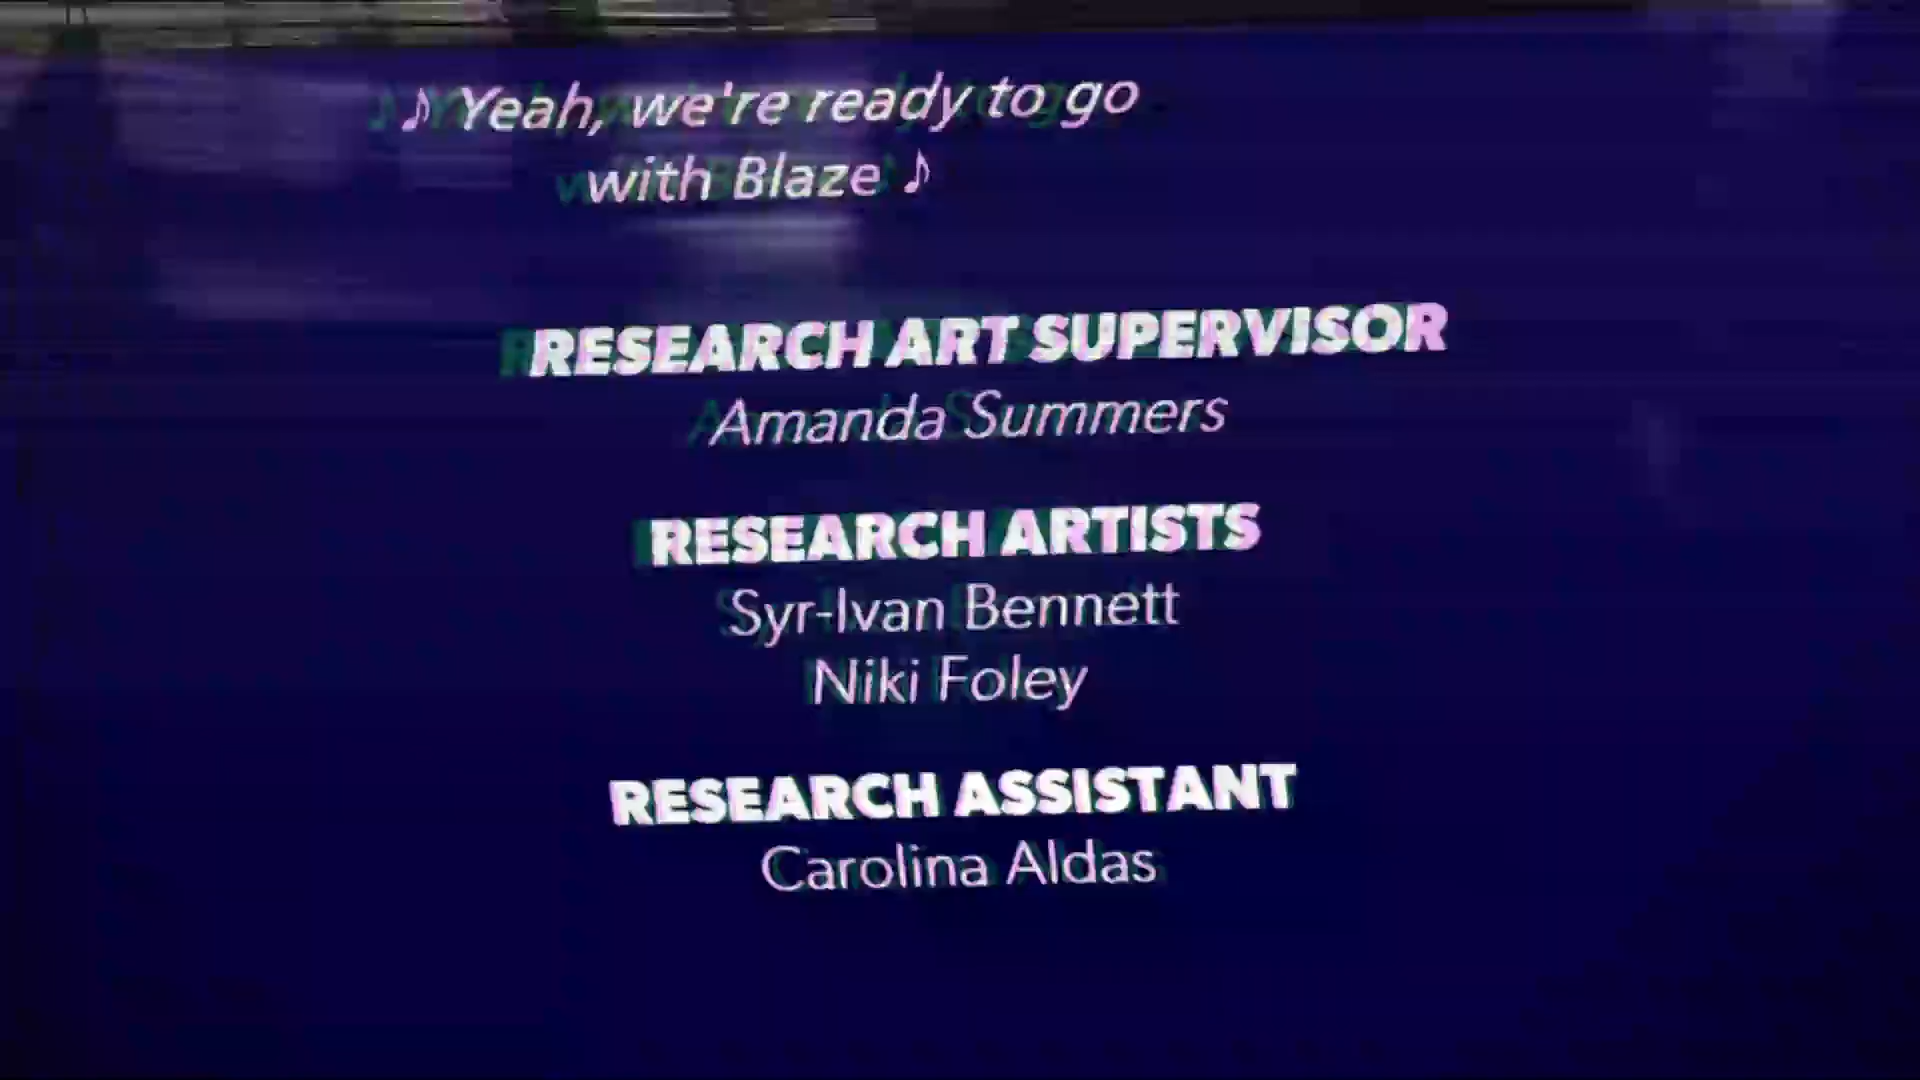 ♪ Yeah, we're ready to go
with Blaze ♪
RESEARCH ART SUPERVISOR
Amanda Summers
RESEARCH ARTISTS
Syr-Ivan Bennett
Niki Foley
RESEARCH ASSISTANT
Carolina Aldas